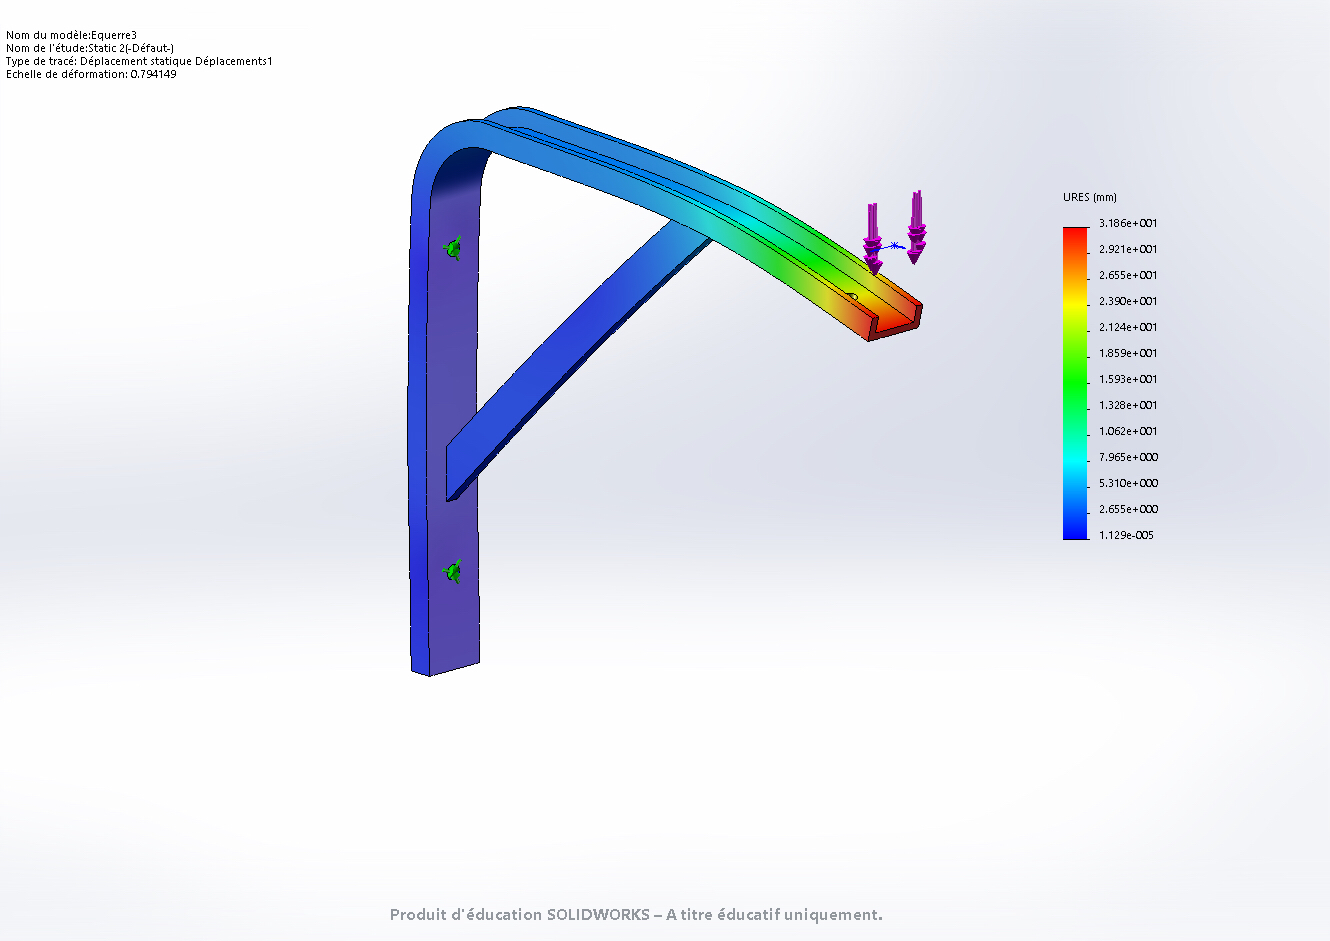 Nom du modèle:Equerre3
Nom de l'étude:Static 2(-Défaut-)
Type de tracé: Déplacement statique Déplacements1
Echelle de déformation: 0.794149
URES (mm)
3.186e+001
2.921e+001
2.655e+001
2.390e+001
2.124e+001
1.859e+001
1.593e+001
1.328e+001
1.062e+001
7.965e+000
5.310e+000
2.655e+000
1.129e-005
Produit d'éducation SOLIDWORKS – A titre éducatif uniquement.